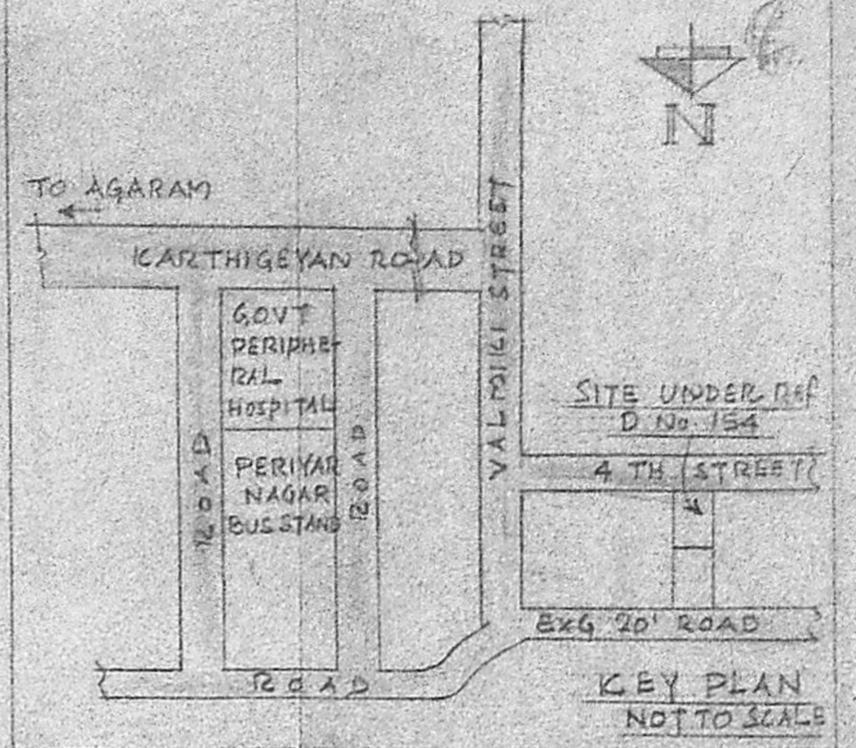 N
TO AGARAM
KARTHIGEYAN ROAD
VALMIKI STREET
GOVT
PERIPHE-
RAL
HOSPITAL
PERIYAR
NAGAR
BUS STAND
ROAD
ROAD
SITE UNDER Ref
D No. 154
4 TH STREET
EXG 20' ROAD
ROAD
KEY PLAN
NOT TO SCALE